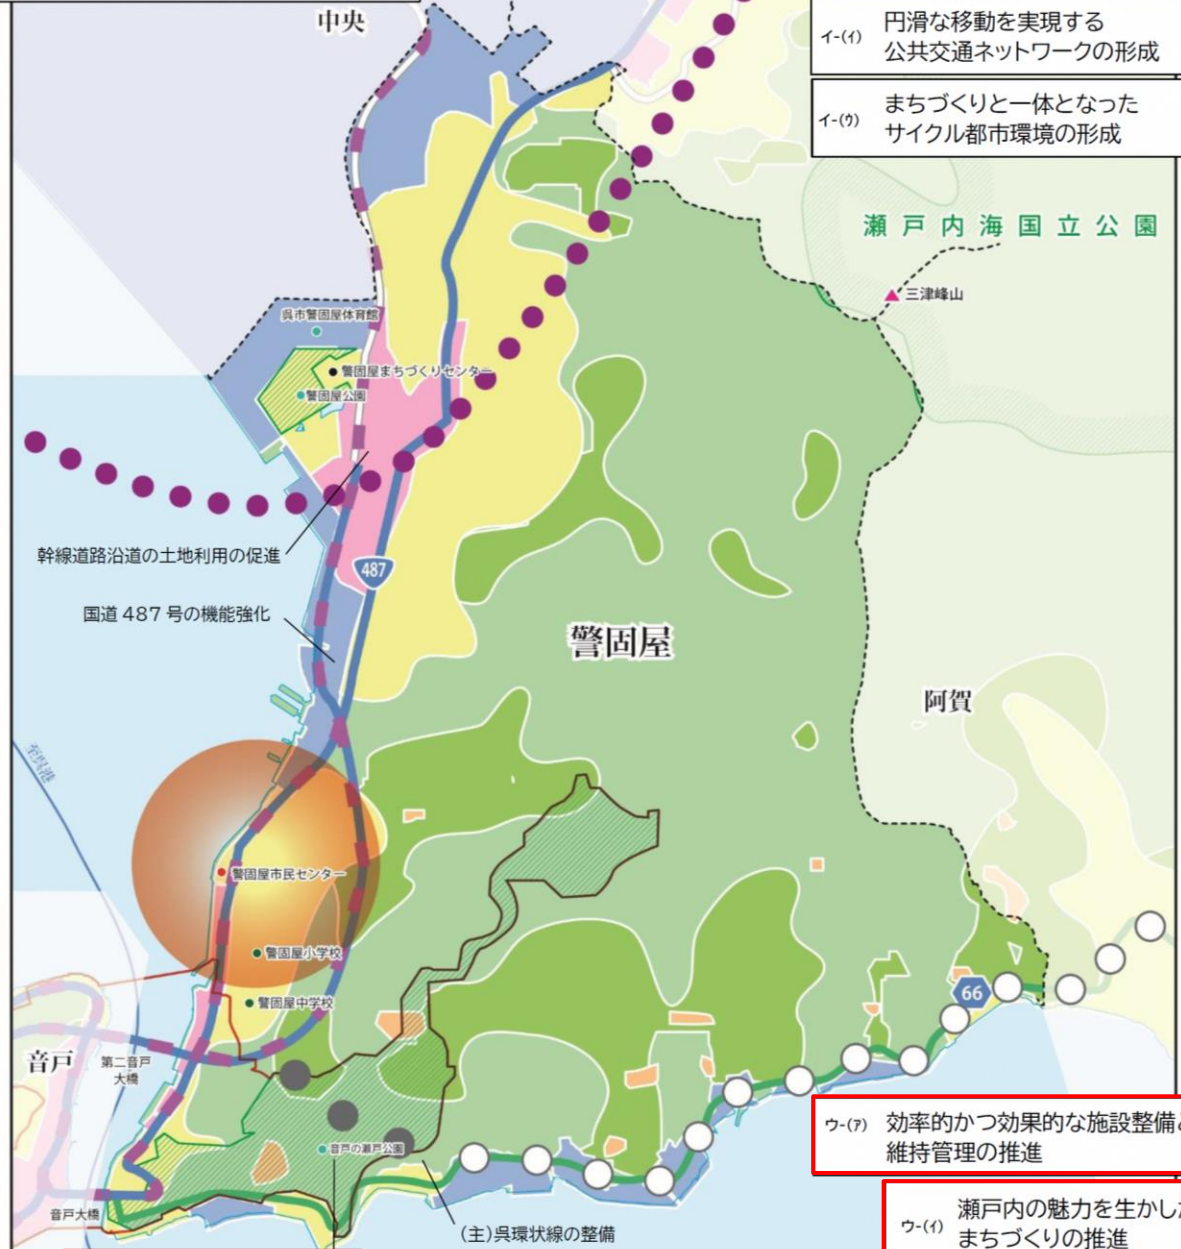 中央
イ-(イ) 円滑な移動を実現する
公共交通ネットワークの形成
イ-(ウ) まちづくりと一体となった
サイクル都市環境の形成
瀬戸内海国立公園
三津峰山
呉市警固屋体育館
警固屋まちづくりセンター
警固屋公園
幹線道路沿道の土地利用の促進
487
国道487号の機能強化
警固屋
阿賀
至呉港
警固屋市民センター
警固屋小学校
警固屋中学校
66
音戸
第二音戸
大橋
ウ-(ア) 効率的かつ効果的な施設整備と
維持管理の推進
音戸の瀬戸公園
音戸大橋
(主)呉環状線の整備
ウ-(イ) 瀬戸内の魅力を生かした
まちづくりの推進